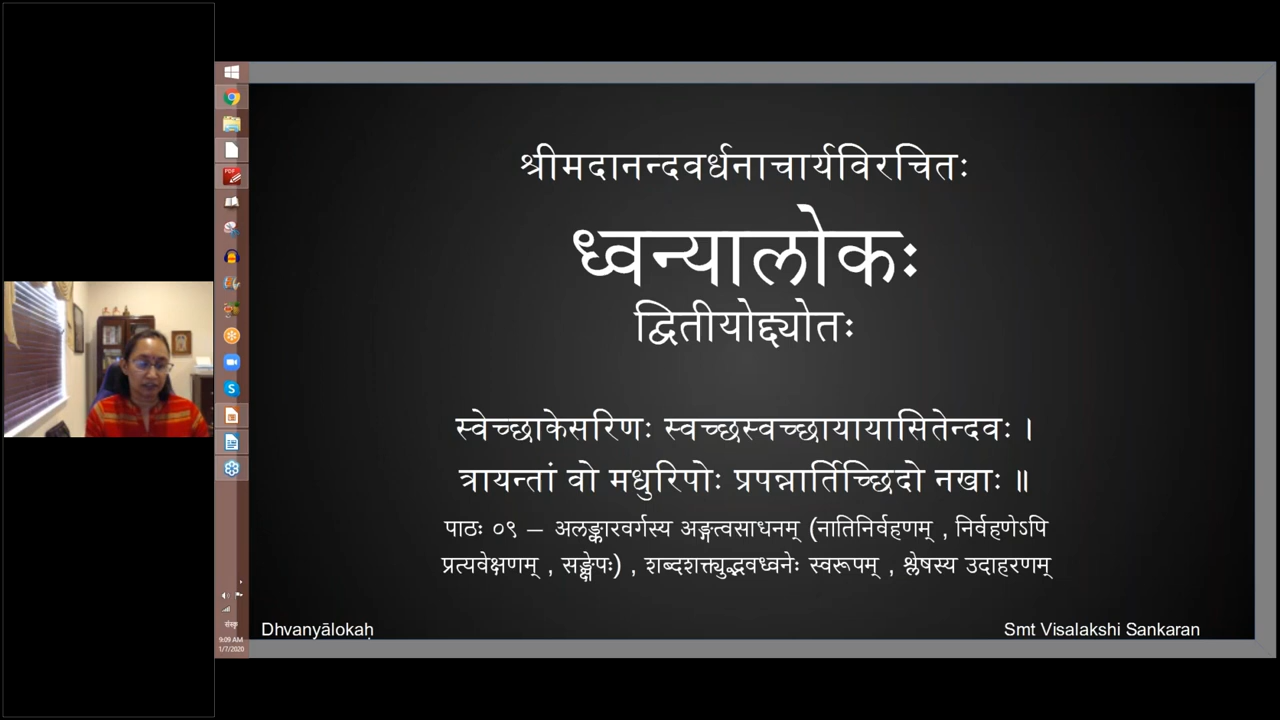 श्रीमदानन्दवर्धनाचार्यविरचितः
ध्वन्यालोकः
द्वितीयोद्द्योतः
स्वेच्छाकेसरिणः स्वच्छस्वच्छायायासितेन्दवः ।
त्रायन्तां वो मधुरिपोः प्रपन्नार्तिच्छिदो नखाः ॥
पाठः ०९ – अलङ्कारवर्गस्य अङ्गत्वसाधनम् (नातिनिर्वहणम् , निर्वहणेऽपि
प्रत्यवेक्षणम् , सङ्क्षेपः) , शब्दशक्त्युद्भवध्वनेः स्वरूपम् , श्लेषस्य उदाहरणम्
Dhvanyālokaḥ
Smt Visalakshi Sankaran
PDF
संस्कृ
9:09 AM
1/7/2020